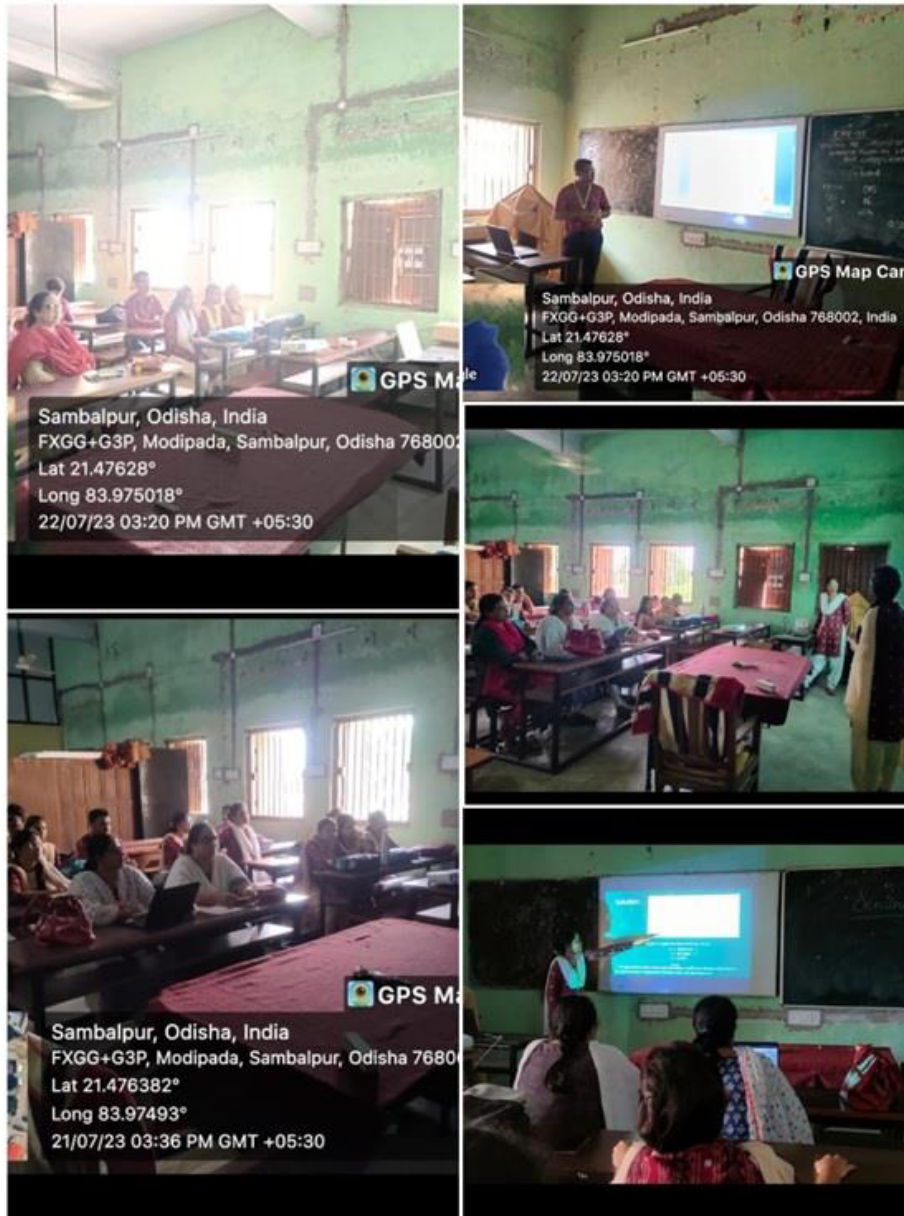 GPS Ma
Sambalpur, Odisha, India
FXGG+G3P, Modipada, Sambalpur, Odisha 768002
Lat 21.47628°
Long 83.975018°
22/07/23 03:20 PM GMT +05:30
GPS Map Car
gle
Sambalpur, Odisha, India
FXGG+G3P, Modipada, Sambalpur, Odisha 768002, India
Lat 21.47628°
Long 83.975018°
22/07/23 03:20 PM GMT +05:30
GPS Ma
Sambalpur, Odisha, India
FXGG+G3P, Modipada, Sambalpur, Odisha 7680
Lat 21.476382°
Long 83.97493°
21/07/23 03:36 PM GMT +05:30